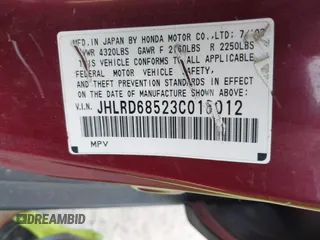 MFD. IN JAPAN BY HONDA MOTOR CO., LTD.
GVWR 4320LBS GAWR F LBS R 2250LBS
THIS VEHICLE CONFORMS TO ALL APPLICABLE
FEDERAL MOTOR VEHICLE SAFETY, BUMPER,
AND THEFT PREVENTION STANDARDS IN EFFECT ON
THE DATE OF MANUFACTURE SHOWN ABOVE.
V.I.N. JHLRD68523C015012
MPV
DREAMBID